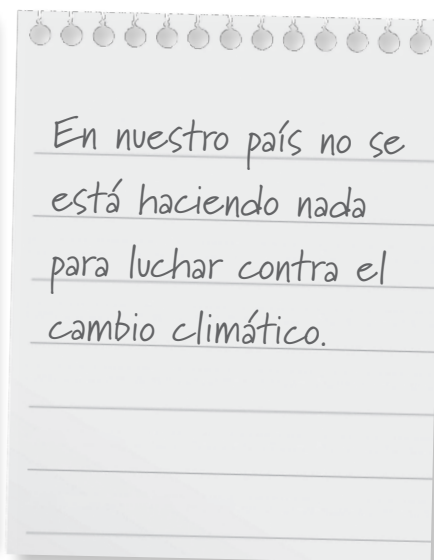 En nuestro país no se
está haciendo nada
para luchar contra el
cambio climático.